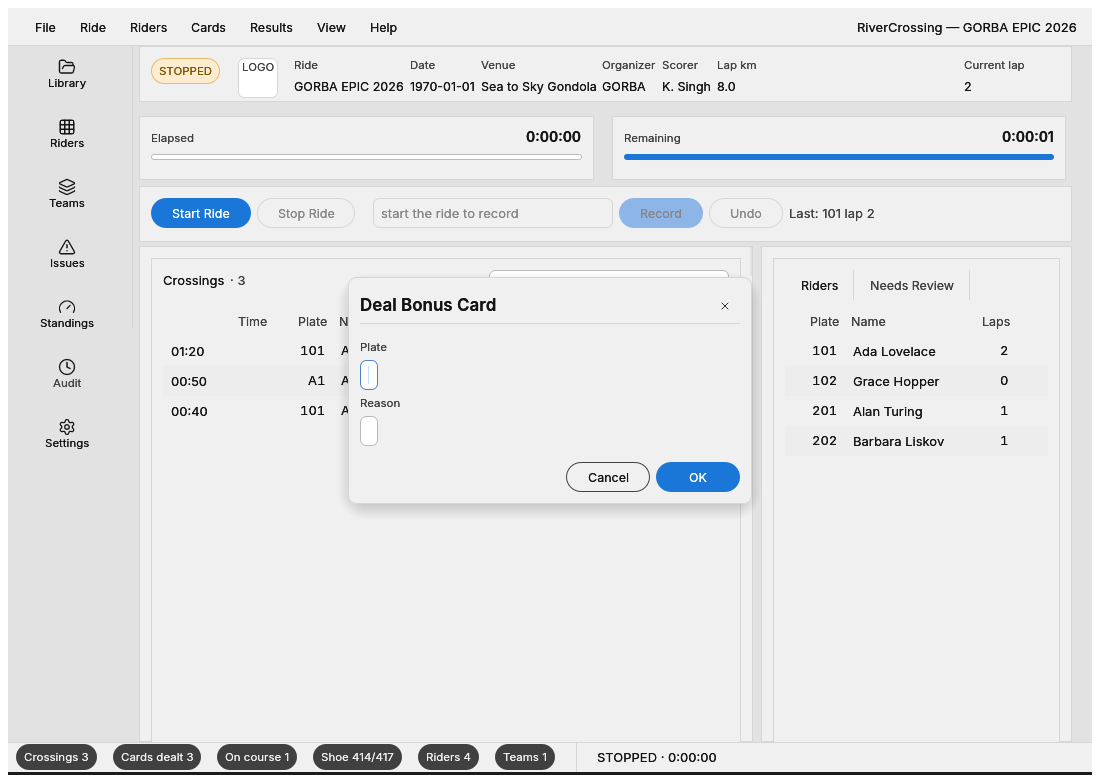 File Ride Riders Cards Results View Help RiverCrossing — GORBA EPIC 2026
Library
Riders
Teams
Issues
Standings
Audit
Settings
STOPPED
LOGO
Ride Date Venue Organizer Scorer Lap km Current lap
GORBA EPIC 2026 1970-01-01 Sea to Sky Gondola GORBA K. Singh 8.0 2
Elapsed 0:00:00
Remaining 0:00:01
Start Ride Stop Ride start the ride to record Record Undo Last: 101 lap 2
Crossings · 3
Time Plate N
01:20 101 A
00:50 A1 A
00:40 101 A
Deal Bonus Card
Plate
Reason
Cancel OK
Riders Needs Review
Plate Name Laps
101 Ada Lovelace 2
102 Grace Hopper 0
201 Alan Turing 1
202 Barbara Liskov 1
Crossings 3 Cards dealt 3 On course 1 Shoe 414/417 Riders 4 Teams 1 STOPPED · 0:00:00